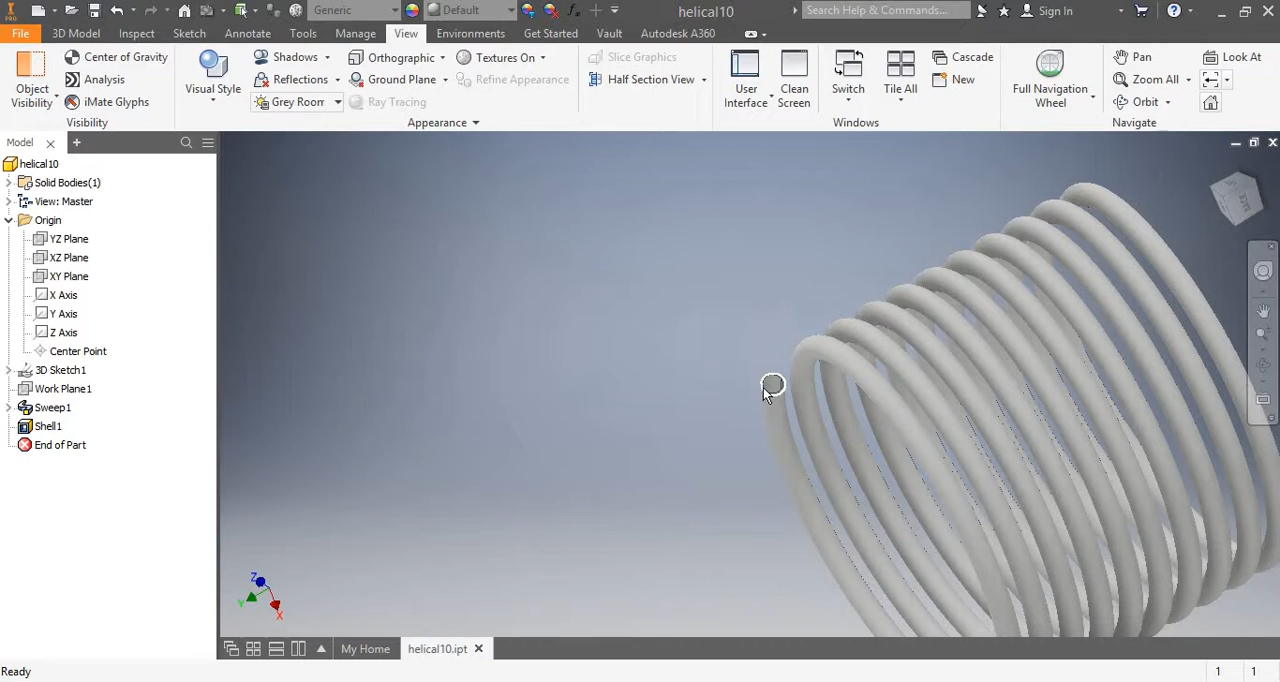 Generic
Default
helical10
Search Help & Commands...
Sign In
PRO
File
3D Model
Inspect
Sketch
Annotate
Tools
Manage
View
Environments
Get Started
Vault
Autodesk A360
Object Visibility
Center of Gravity
Analysis
iMate Glyphs
Visibility
Visual Style
Shadows
Reflections
Grey Room
Orthographic
Ground Plane
Ray Tracing
Textures On
Refine Appearance
Appearance
Slice Graphics
Half Section View
User Interface
Clean Screen
Switch
Tile All
Cascade
New
Windows
Full Navigation Wheel
Pan
Zoom All
Orbit
Look At
Navigate
Model
helical10
Solid Bodies(1)
View: Master
Origin
YZ Plane
XZ Plane
XY Plane
X Axis
Y Axis
Z Axis
Center Point
3D Sketch1
Work Plane1
Sweep1
Shell1
End of Part
Z
Y
X
My Home
helical10.ipt
Ready
1
1